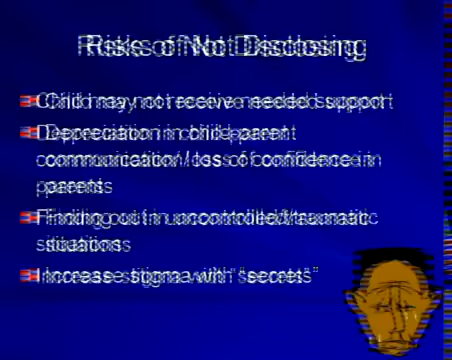 Risks of Not Disclosing
Child may not receive needed support
Depreciation in child-parent
communication / loss of confidence in
parents
Finding out in uncontrolled/traumatic
situations
Increase stigma with "secrets"